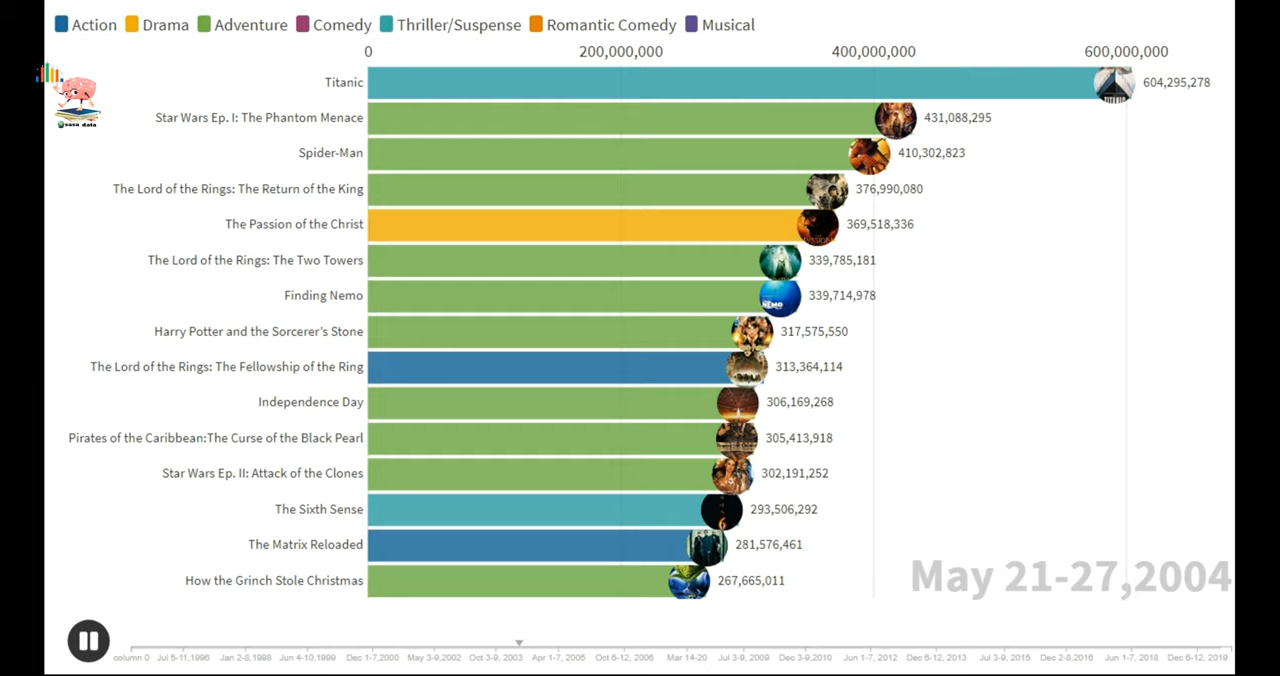 Action Drama Adventure Comedy Thriller/Suspense Romantic Comedy Musical
0 200,000,000 400,000,000 600,000,000
Titanic 604,295,278
sasa data
Star Wars Ep. I: The Phantom Menace 431,088,295
Spider-Man 410,302,823
The Lord of the Rings: The Return of the King 376,990,080
The Passion of the Christ 369,518,336
The Lord of the Rings: The Two Towers 339,785,181
Finding Nemo NEMO 339,714,978
Harry Potter and the Sorcerer's Stone 317,575,550
The Lord of the Rings: The Fellowship of the Ring 313,364,114
Independence Day 306,169,268
Pirates of the Caribbean:The Curse of the Black Pearl 305,413,918
Star Wars Ep. II: Attack of the Clones 302,191,252
The Sixth Sense 6 293,506,292
The Matrix Reloaded 281,576,461
How the Grinch Stole Christmas 267,665,011
May 21-27,2004
column 0 Jul 5-11,1996 Jan 2-8,1998 Jun 4-10,1999 Dec 1-7,2000 May 3-9,2002 Oct 3-9, 2003 Apr 1-7, 2005 Oct 6-12, 2006 Mar 14-20 Jul 3-9, 2009 Dec 3-9,2010 Jun 1-7, 2012 Dec 6-12, 2013 Jul 3-9, 2015 Dec 2-8,2016 Jun 1-7, 2018 Dec 6-12, 2019